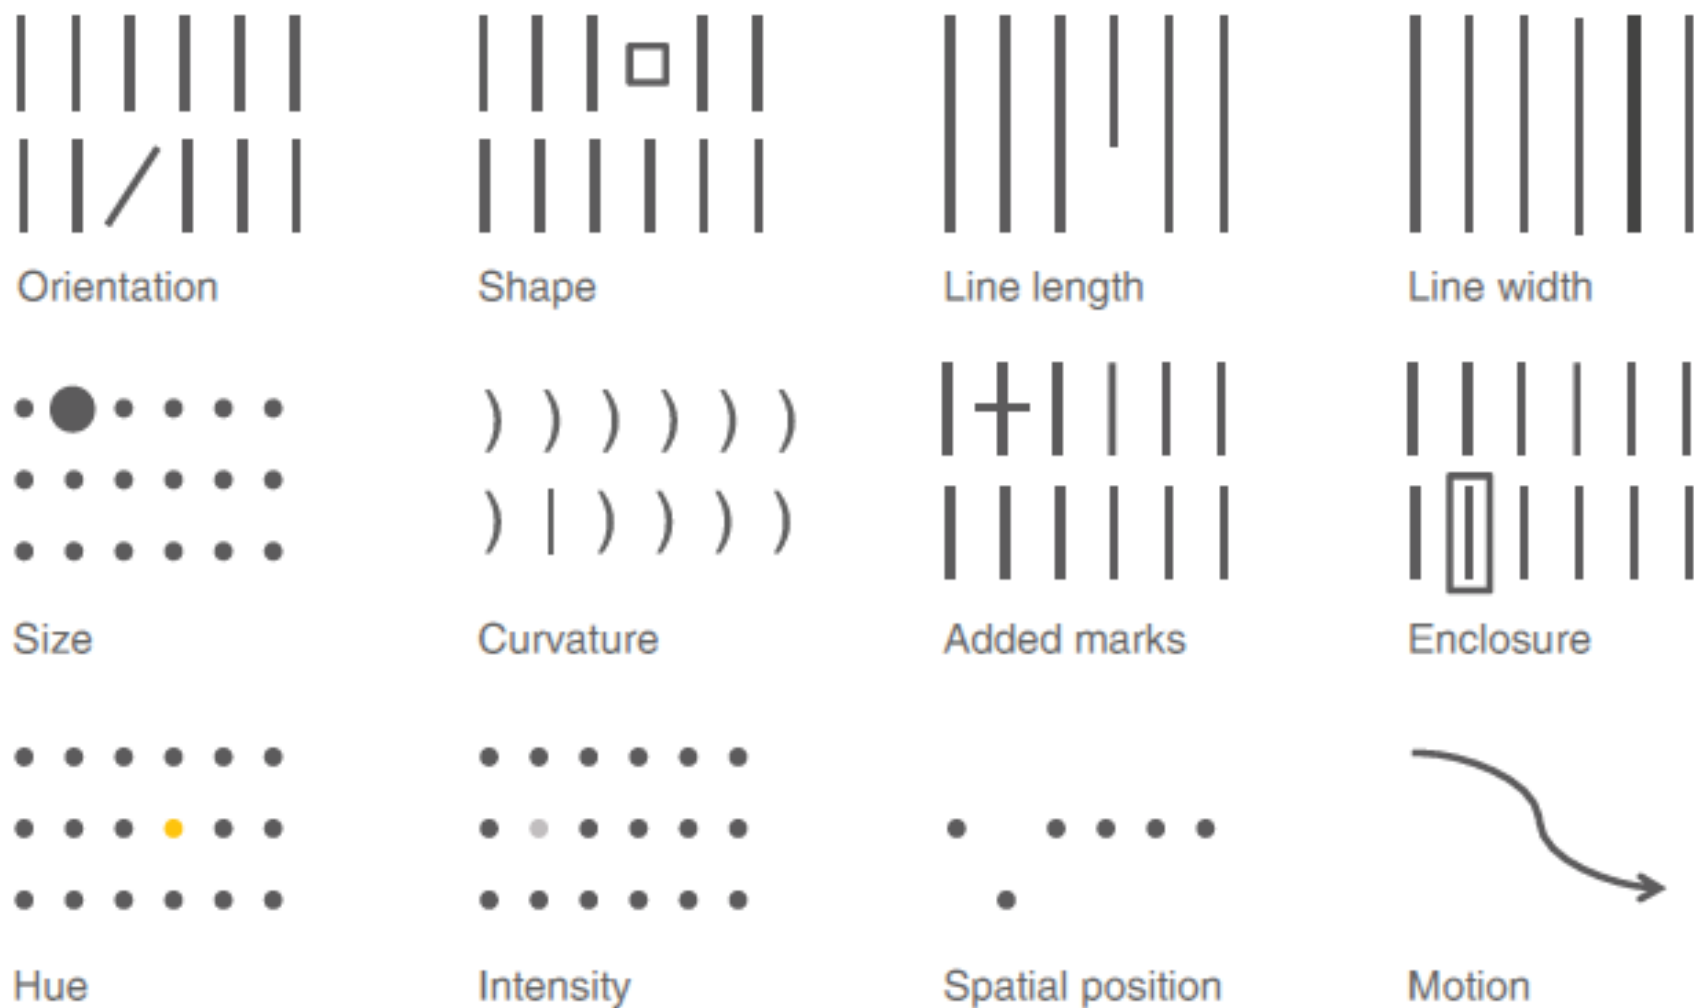 Orientation
Shape
Line length
Line width
Size
Curvature
Added marks
Enclosure
Hue
Intensity
Spatial position
Motion